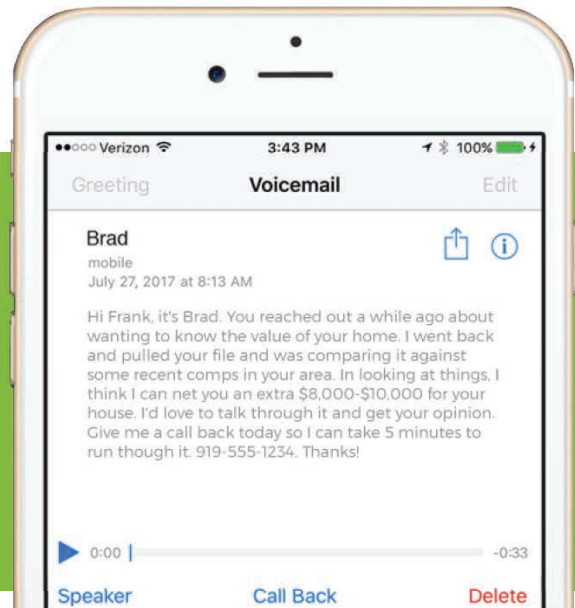 Verizon 3:43 PM 100%
Greeting Voicemail Edit
Brad
mobile
July 27, 2017 at 8:13 AM
Hi Frank, it's Brad. You reached out a while ago about
wanting to know the value of your home. I went back
and pulled your file and was comparing it against
some recent comps in your area. In looking at things, I
think I can net you an extra $8,000-$10,000 for your
house. I'd love to talk through it and get your opinion.
Give me a call back today so I can take 5 minutes to
run though it. 919-555-1234. Thanks!
0:00 -0:33
Speaker Call Back Delete